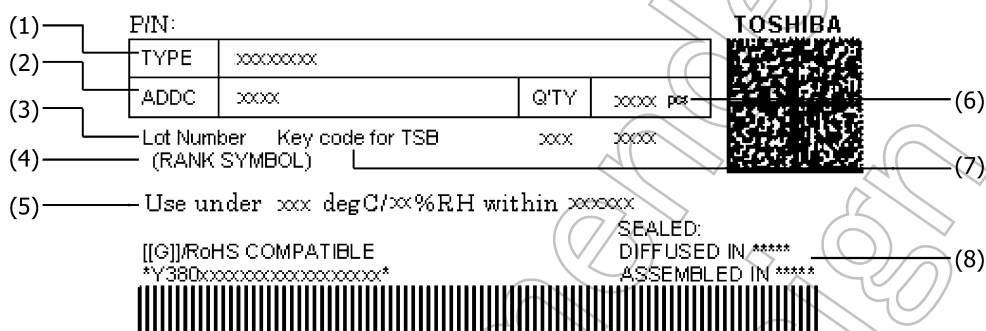 (1) P/N: TOSHIBA
TYPE xxxxxxxx
(2) ADDC xxxx Q'TY xxxx pcs (6)
(3) Lot Number Key code for TSB xxx xxxx
(4) (RANK SYMBOL) (7)
(5) Use under xxx degC/xx%RH within xxxxxx
SEALED:
[[G]]/RoHS COMPATIBLE DIFFUSED IN ***** (8)
*Y380xxxxxxxxxxxxxxxxx* ASSEMBLED IN *****